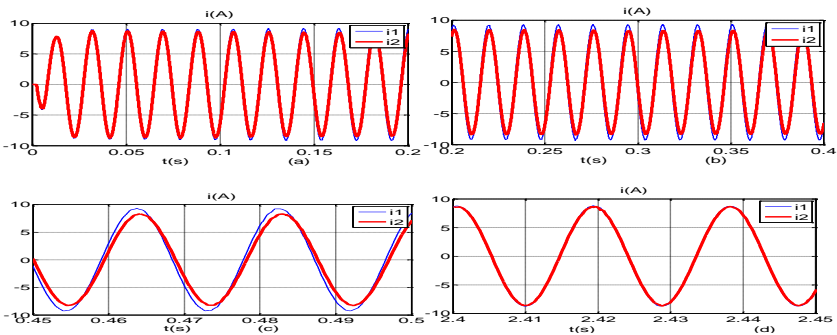 i(A)
10
5
0
-5
-10
0
0.05
0.1
0.15
0.2
t(s)
(a)
i1
i2
i(A)
10
5
0
-5
-10
0.2
0.25
0.3
0.35
0.4
t(s)
(b)
i1
i2
i(A)
10
5
0
-5
-10
0.45
0.46
0.47
0.48
0.49
0.5
t(s)
(c)
i1
i2
i(A)
10
5
0
-5
-10
2.4
2.41
2.42
2.43
2.44
2.45
t(s)
(d)
i1
i2